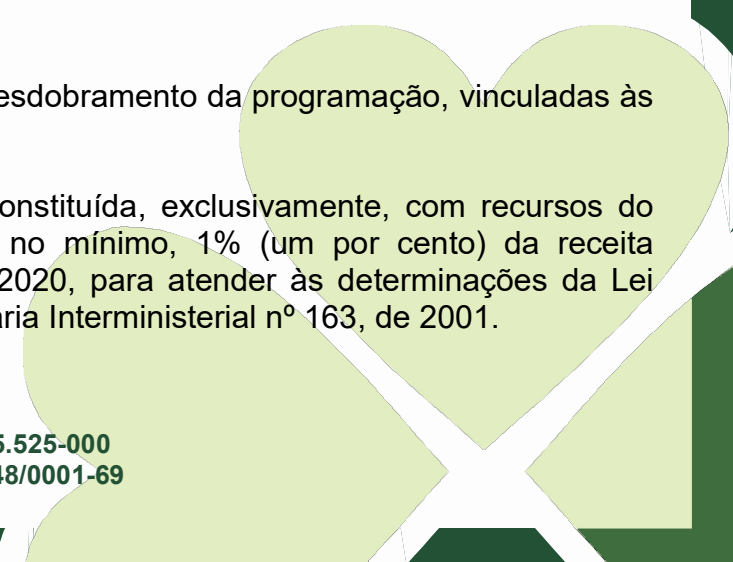 esdobramento da programação, vinculadas às
onstituída, exclusivamente, com recursos do
no mínimo, 1% (um por cento) da receita
2020, para atender às determinações da Lei
aria Interministerial nº 163, de 2001.
5.525-000
48/0001-69